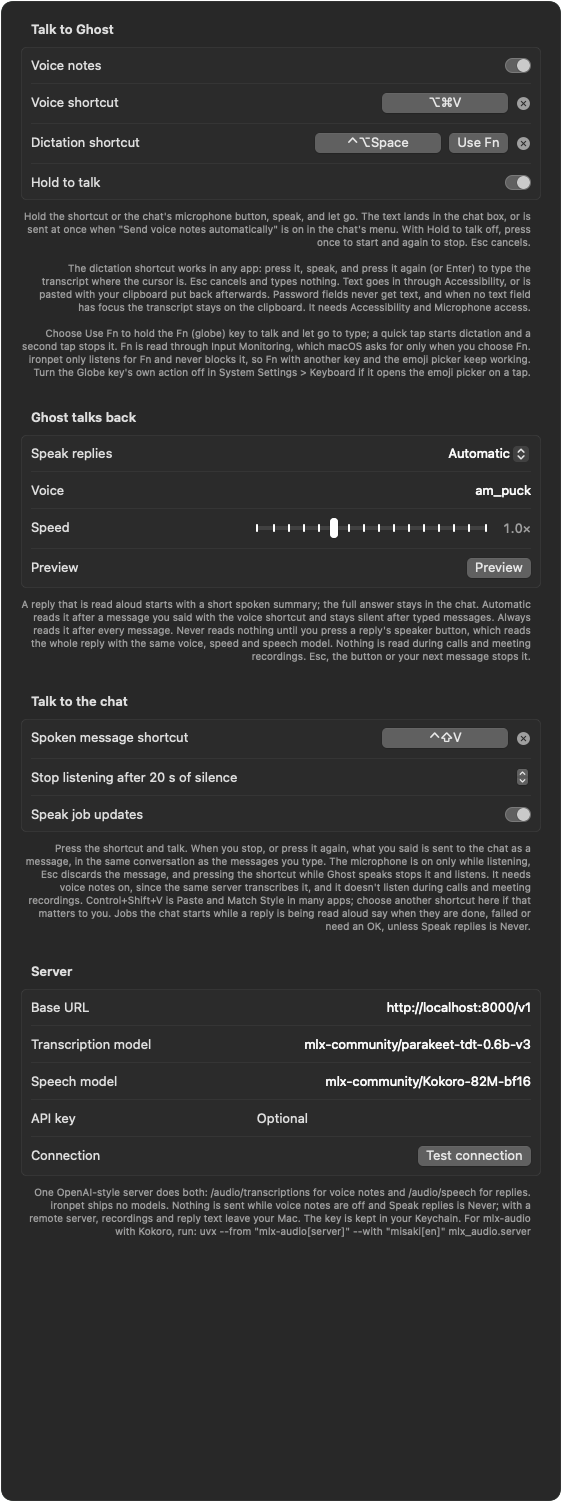 Talk to Ghost
Voice notes
Voice shortcut ⌥⌘V
Dictation shortcut ^⌥Space Use Fn
Hold to talk
Hold the shortcut or the chat's microphone button, speak, and let go. The text lands in the chat box, or is
sent at once when "Send voice notes automatically" is on in the chat's menu. With Hold to talk off, press
once to start and again to stop. Esc cancels.
The dictation shortcut works in any app: press it, speak, and press it again (or Enter) to type the
transcript where the cursor is. Esc cancels and types nothing. Text goes in through Accessibility, or is
pasted with your clipboard put back afterwards. Password fields never get text, and when no text field
has focus the transcript stays on the clipboard. It needs Accessibility and Microphone access.
Choose Use Fn to hold the Fn (globe) key to talk and let go to type; a quick tap starts dictation and a
second tap stops it. Fn is read through Input Monitoring, which macOS asks for only when you choose Fn.
ironpet only listens for Fn and never blocks it, so Fn with another key and the emoji picker keep working.
Turn the Globe key's own action off in System Settings > Keyboard if it opens the emoji picker on a tap.
Ghost talks back
Speak replies Automatic
Voice am_puck
Speed 1.0×
Preview Preview
A reply that is read aloud starts with a short spoken summary; the full answer stays in the chat. Automatic
reads it after a message you said with the voice shortcut and stays silent after typed messages. Always
reads it after every message. Never reads nothing until you press a reply's speaker button, which reads
the whole reply with the same voice, speed and speech model. Nothing is read during calls and meeting
recordings. Esc, the button or your next message stops it.
Talk to the chat
Spoken message shortcut ^⇧V
Stop listening after 20 s of silence
Speak job updates
Press the shortcut and talk. When you stop, or press it again, what you said is sent to the chat as a
message, in the same conversation as the messages you type. The microphone is on only while listening,
Esc discards the message, and pressing the shortcut while Ghost speaks stops it and listens. It needs
voice notes on, since the same server transcribes it, and it doesn't listen during calls and meeting
recordings. Control+Shift+V is Paste and Match Style in many apps; choose another shortcut here if that
matters to you. Jobs the chat starts while a reply is being read aloud say when they are done, failed or
need an OK, unless Speak replies is Never.
Server
Base URL http://localhost:8000/v1
Transcription model mlx-community/parakeet-tdt-0.6b-v3
Speech model mlx-community/Kokoro-82M-bf16
API key Optional
Connection Test connection
One OpenAI-style server does both: /audio/transcriptions for voice notes and /audio/speech for replies.
ironpet ships no models. Nothing is sent while voice notes are off and Speak replies is Never; with a
remote server, recordings and reply text leave your Mac. The key is kept in your Keychain. For mlx-audio
with Kokoro, run: uvx --from "mlx-audio[server]" --with "misaki[en]" mlx_audio.server